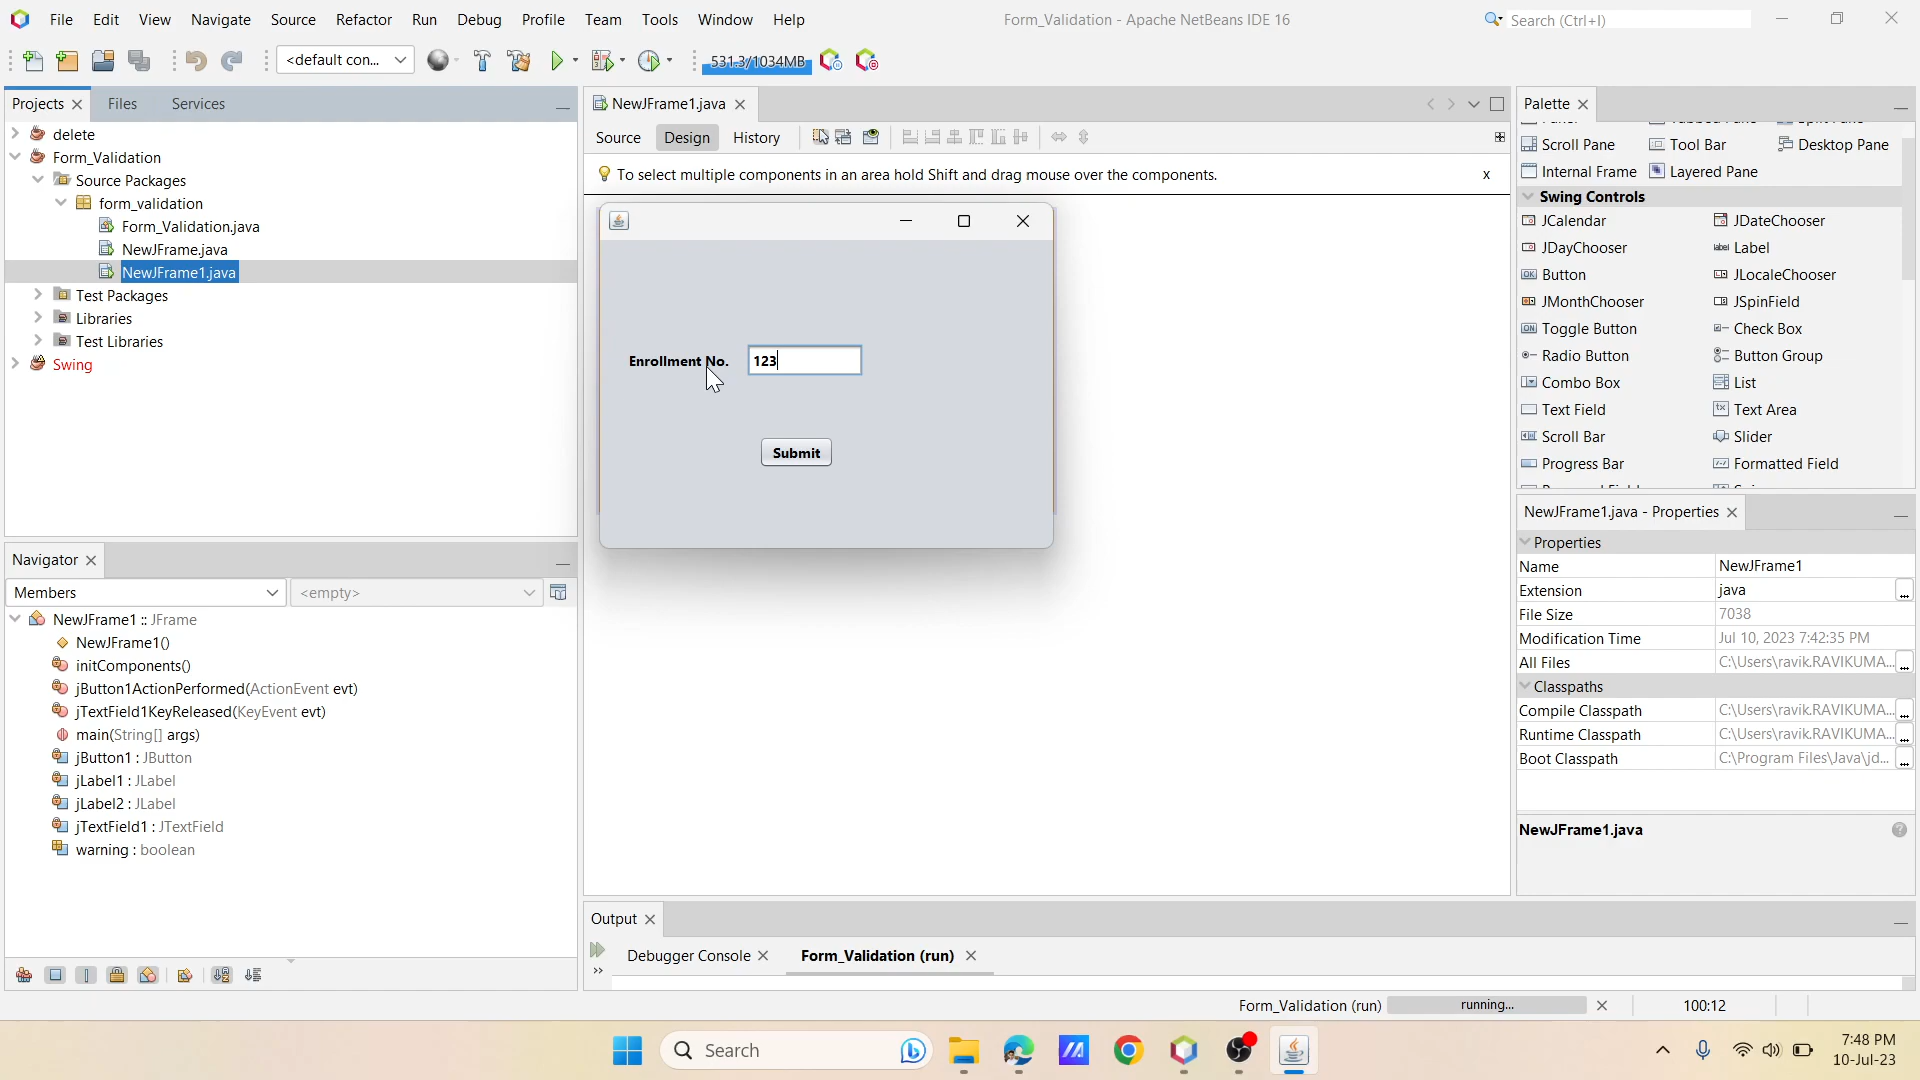 File Edit View Navigate Source Refactor Run Debug Profile Team Tools Window Help
Form_Validation - Apache NetBeans IDE 16
Search (Ctrl+I)
<default con...
531.3/1034MB
Projects Files Services
delete
Form_Validation
Source Packages
form_validation
Form_Validation.java
NewJFrame.java
NewJFrame1.java
Test Packages
Libraries
Test Libraries
Swing
Navigator
Members
<empty>
NewJFrame1 :: JFrame
NewJFrame1()
initComponents()
jButton1ActionPerformed(ActionEvent evt)
jTextField1KeyReleased(KeyEvent evt)
main(String[] args)
jButton1 : JButton
jLabel1 : JLabel
jLabel2 : JLabel
jTextField1 : JTextField
warning : boolean
NewJFrame1.java
Source Design History
To select multiple components in an area hold Shift and drag mouse over the components.
x
Enrollment No. 123
Submit
Output
Debugger Console Form_Validation (run)
Palette
Scroll Pane Tool Bar Desktop Pane
Internal Frame Layered Pane
Swing Controls
JCalendar JDateChooser
JDayChooser label Label
OK Button JLocaleChooser
JMonthChooser JSpinField
ON Toggle Button Check Box
Radio Button Button Group
Combo Box List
Text Field Text Area
Scroll Bar Slider
Progress Bar Formatted Field
NewJFrame1.java - Properties
Properties
Name NewJFrame1
Extension java ...
File Size 7038
Modification Time Jul 10, 2023 7:42:35 PM
All Files C:\Users\ravik.RAVIKUMA... ...
Classpaths
Compile Classpath C:\Users\ravik.RAVIKUMA... ...
Runtime Classpath C:\Users\ravik.RAVIKUMA... ...
Boot Classpath C:\Program Files\Java\jd... ...
NewJFrame1.java
Form_Validation (run) running... 100:12
Search
7:48 PM
10-Jul-23